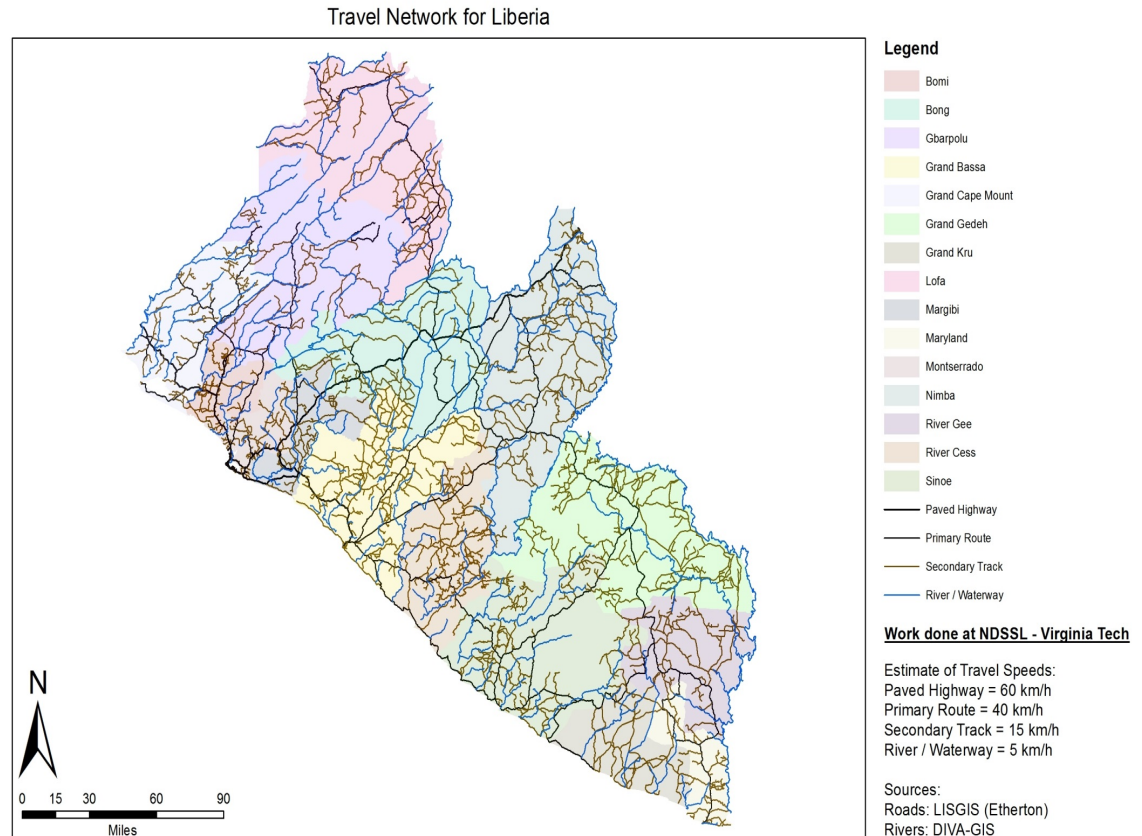 Travel Network for Liberia
Legend
Bomi
Bong
Gbarpolu
Grand Bassa
Grand Cape Mount
Grand Gedeh
Grand Kru
Lofa
Margibi
Maryland
Montserrado
Nimba
River Gee
River Cess
Sinoe
Paved Highway
Primary Route
Secondary Track
River / Waterway
Work done at NDSSL - Virginia Tech
Estimate of Travel Speeds:
Paved Highway = 60 km/h
Primary Route = 40 km/h
Secondary Track = 15 km/h
River / Waterway = 5 km/h
Sources:
Roads: LISGIS (Etherton)
Rivers: DIVA-GIS
N
0 15 30 60 90
Miles